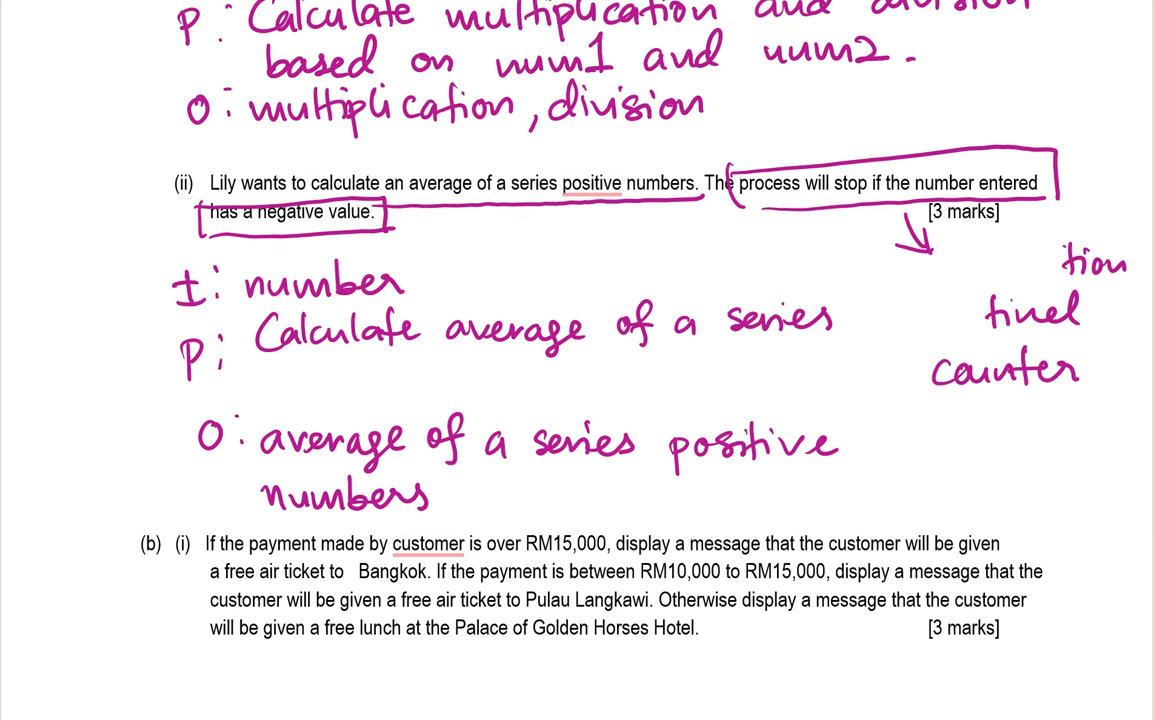 P: Calculate multiplication and division
based on num1 and num2.
O: multiplication, division
(ii) Lily wants to calculate an average of a series positive numbers. The process will stop if the number entered
has a negative value. [3 marks]
tion
I: number
tinel
P: Calculate average of a series
counter
O: average of a series positive
numbers
(b) (i) If the payment made by customer is over RM15,000, display a message that the customer will be given
a free air ticket to Bangkok. If the payment is between RM10,000 to RM15,000, display a message that the
customer will be given a free air ticket to Pulau Langkawi. Otherwise display a message that the customer
will be given a free lunch at the Palace of Golden Horses Hotel. [3 marks]